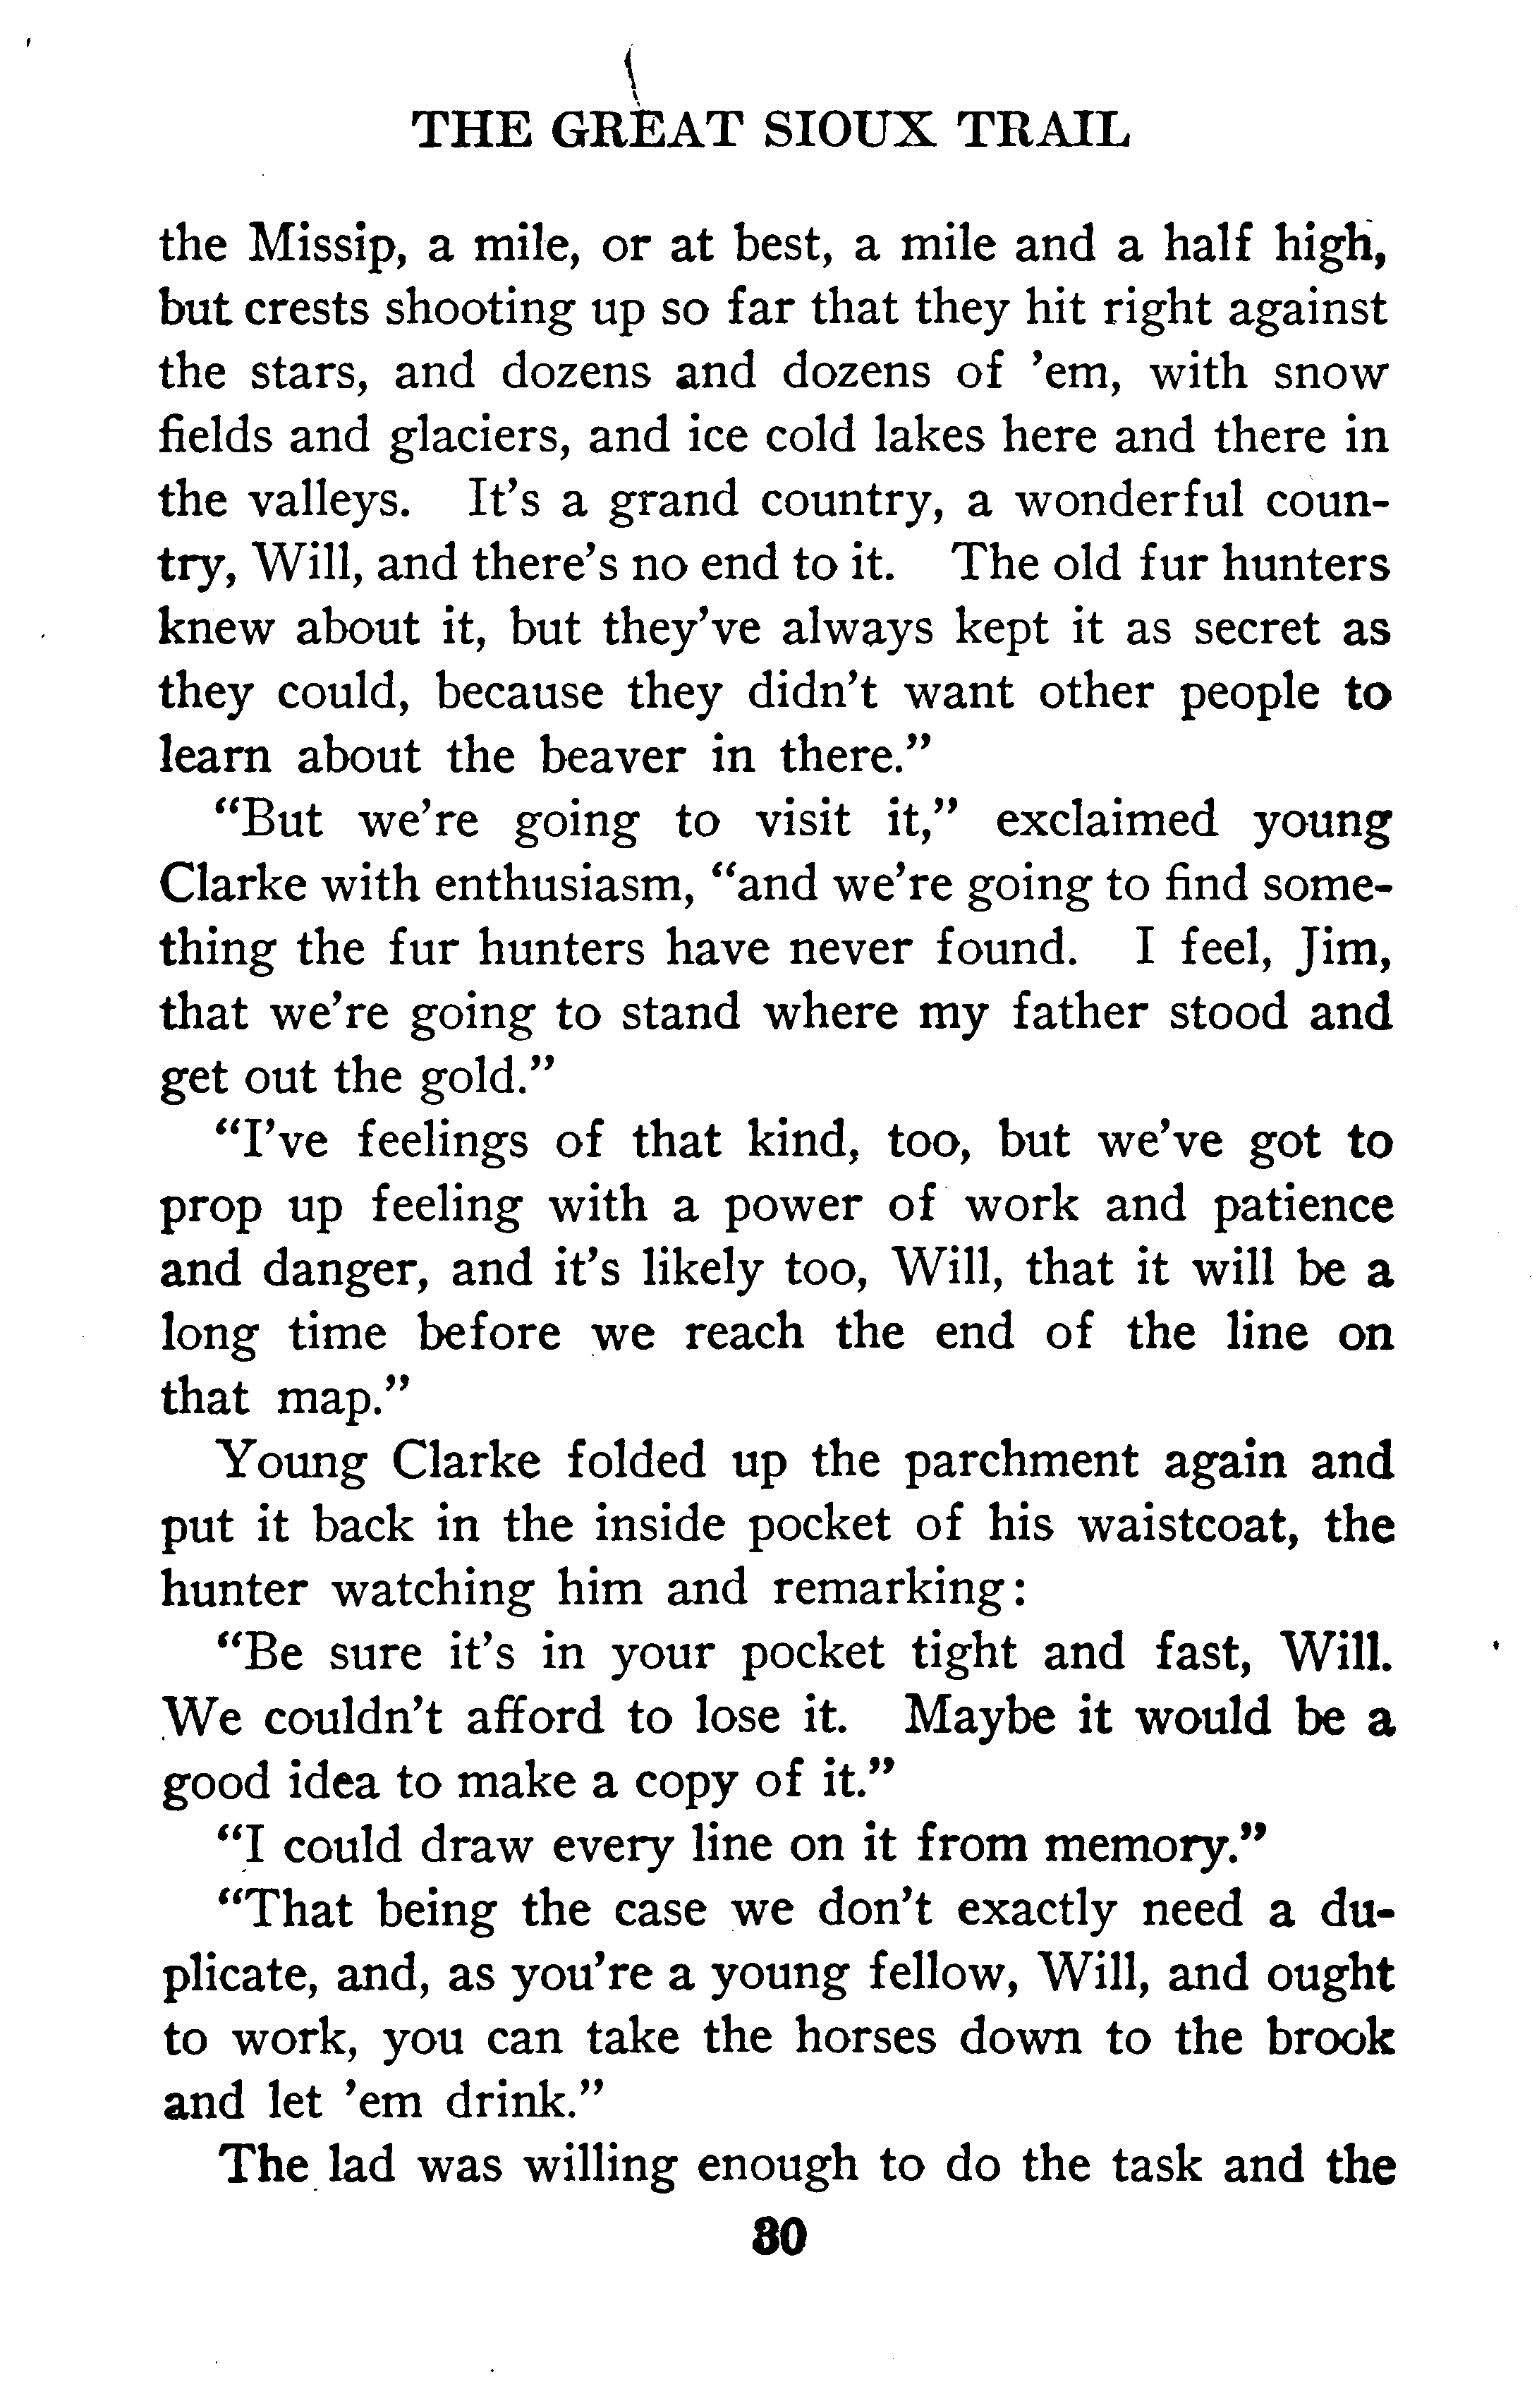 THE GREAT SIOUX TRAIL
the Missip, a mile, or at best, a mile and a half high,
but crests shooting up so far that they hit right against
the stars, and dozens and dozens of ’em, with snow
fields and glaciers, and ice cold lakes here and there in
the valleys. It’s a grand country, a wonderful coun-
try, Will, and there’s no end to it. The old fur hunters
knew about it, but they’ve always kept it as secret as
they could, because they didn’t want other people to
learn about the beaver in there.”
“But we’re going to visit it,” exclaimed young
Clarke with enthusiasm, “and we’re going to find some-
thing the fur hunters have never found. I feel, Jim,
that we’re going to stand where my father stood and
get out the gold.”
“I’ve feelings of that kind, too, but we’ve got to
prop up feeling with a power of work and patience
and danger, and it’s likely too, Will, that it will be a
long time before we reach the end of the line on
that map.”
Young Clarke folded up the parchment again and
put it back in the inside pocket of his waistcoat, the
hunter watching him and remarking:
“Be sure it’s in your pocket tight and fast, Will.
We couldn’t afford to lose it. Maybe it would be a
good idea to make a copy of it.”
“I could draw every line on it from memory.”
“That being the case we don’t exactly need a du-
plicate, and, as you’re a young fellow, Will, and ought
to work, you can take the horses down to the brook
and let ’em drink.”
The lad was willing enough to do the task and the
30